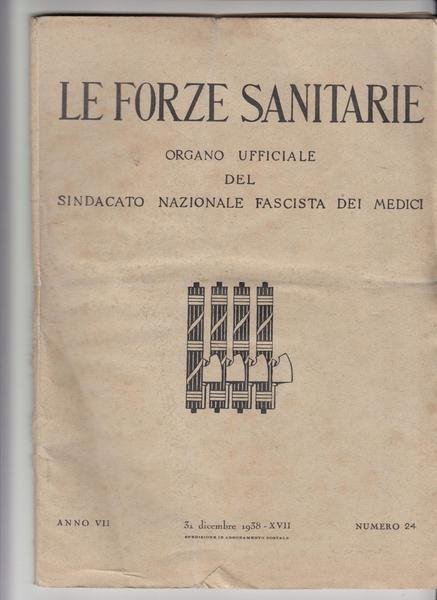 LE FORZE SANITARIE
ORGANO UFFICIALE
DEL
SINDACATO NAZIONALE FASCISTA DEI MEDICI
ANNO VII
31 dicembre 1938 - XVII
NUMERO 24
SPEDIZIONE IN ABBONAMENTO POSTALE